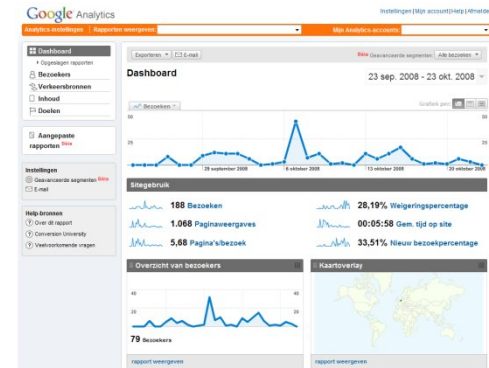 Google Analytics
Instellingen | Mijn account | Help | Afmelde
Analytics-instellingen | Rapporten weergeven:
Mijn Analytics-accounts:
Dashboard
Opgeslagen rapporten
Bezoekers
Verkeersbronnen
Inhoud
Doelen
Aangepaste
rapporten Bèta
Instellingen
Geavanceerde segmenten Bèta
E-mail
Help-bronnen
Over dit rapport
Conversion University
Veelvoorkomende vragen
Exporteren
E-mail
Bèta Geavanceerde segmenten: Alle bezoeken
Dashboard
23 sep. 2008 - 23 okt. 2008
Bezoeken
Grafiek per:
50
50
25
25
29 september 2008
6 oktober 2008
13 oktober 2008
20 oktober 2008
Sitegebruik
188 Bezoeken
28,19% Weigeringspercentage
1.068 Paginaweergaves
00:05:58 Gem. tijd op site
5,68 Pagina's/bezoek
33,51% Nieuw bezoekpercentage
Overzicht van bezoekers
40
40
20
20
79 Bezoekers
rapport weergeven
Kaartoverlay
rapport weergeven